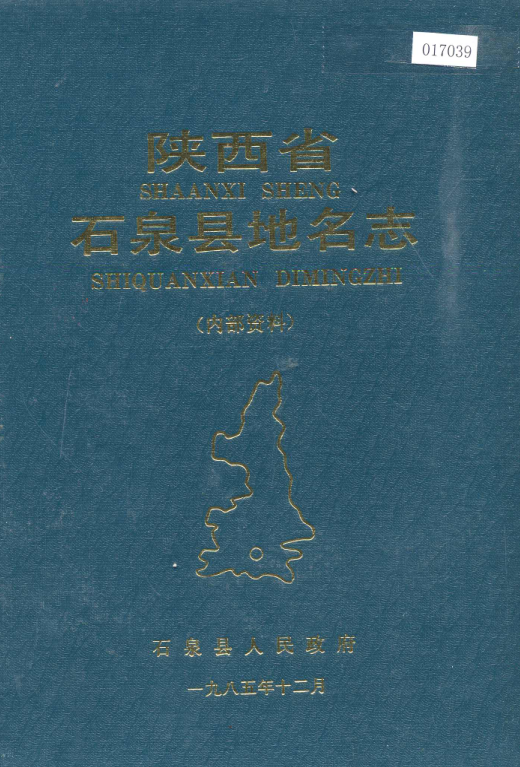 017039
陕西省
SHAANXI SHENG
石泉县地名志
SHIQUANXIAN DIMINGZHI
(内部资料)
石泉县人民政府
一九八五年十二月